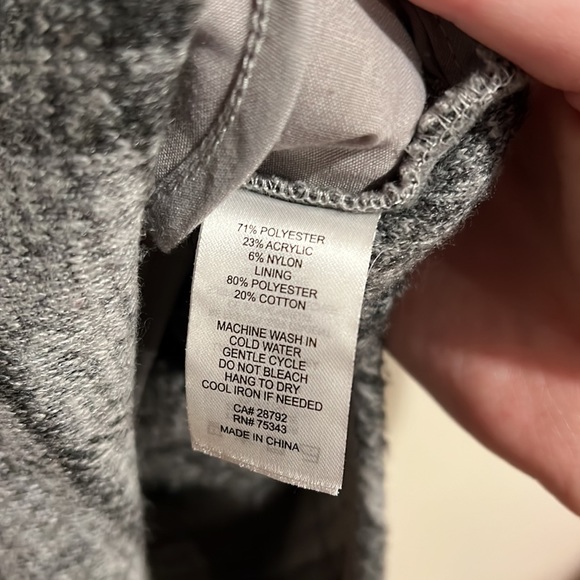 71% POLYESTER
23% ACRYLIC
6% NYLON
LINING
80% POLYESTER
20% COTTON
MACHINE WASH IN
COLD WATER
GENTLE CYCLE
DO NOT BLEACH
HANG TO DRY
COOL IRON IF NEEDED
CA# 28792
RN# 75343
MADE IN CHINA